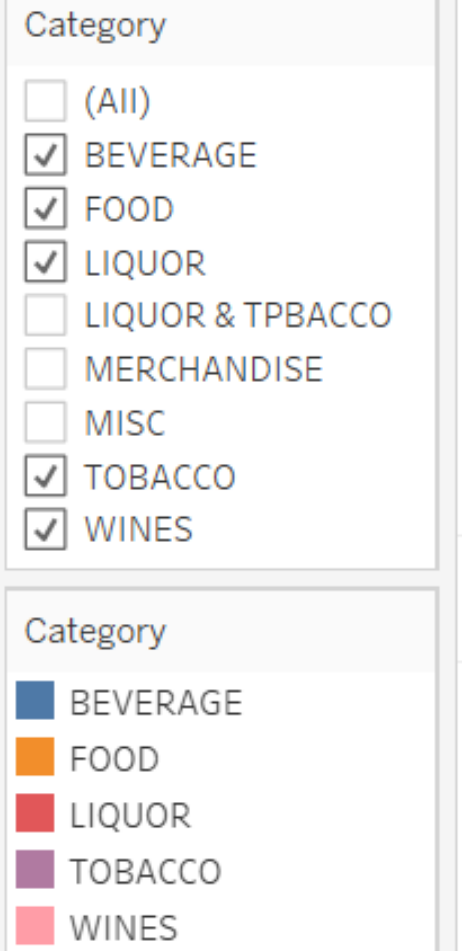 Category
(All)
BEVERAGE
FOOD
LIQUOR
LIQUOR & TPBACCO
MERCHANDISE
MISC
TOBACCO
WINES
Category
BEVERAGE
FOOD
LIQUOR
TOBACCO
WINES